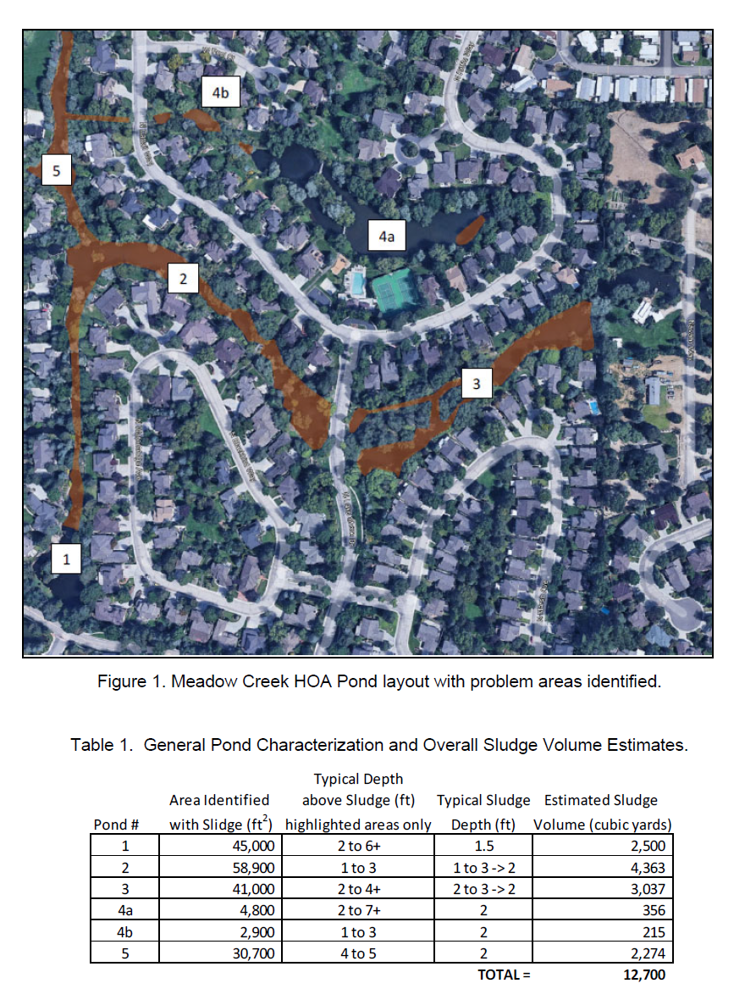 4b
5
4a
2
3
1
Figure 1. Meadow Creek HOA Pond layout with problem areas identified.
Table 1. General Pond Characterization and Overall Sludge Volume Estimates.
Typical Depth
Area Identified above Sludge (ft) Typical Sludge Estimated Sludge
Pond # with Slidge (ft²) highlighted areas only Depth (ft) Volume (cubic yards)
1 45,000 2 to 6+ 1.5 2,500
2 58,900 1 to 3 1 to 3 -> 2 4,363
3 41,000 2 to 4+ 2 to 3 -> 2 3,037
4a 4,800 2 to 7+ 2 356
4b 2,900 1 to 3 2 215
5 30,700 4 to 5 2 2,274
TOTAL = 12,700